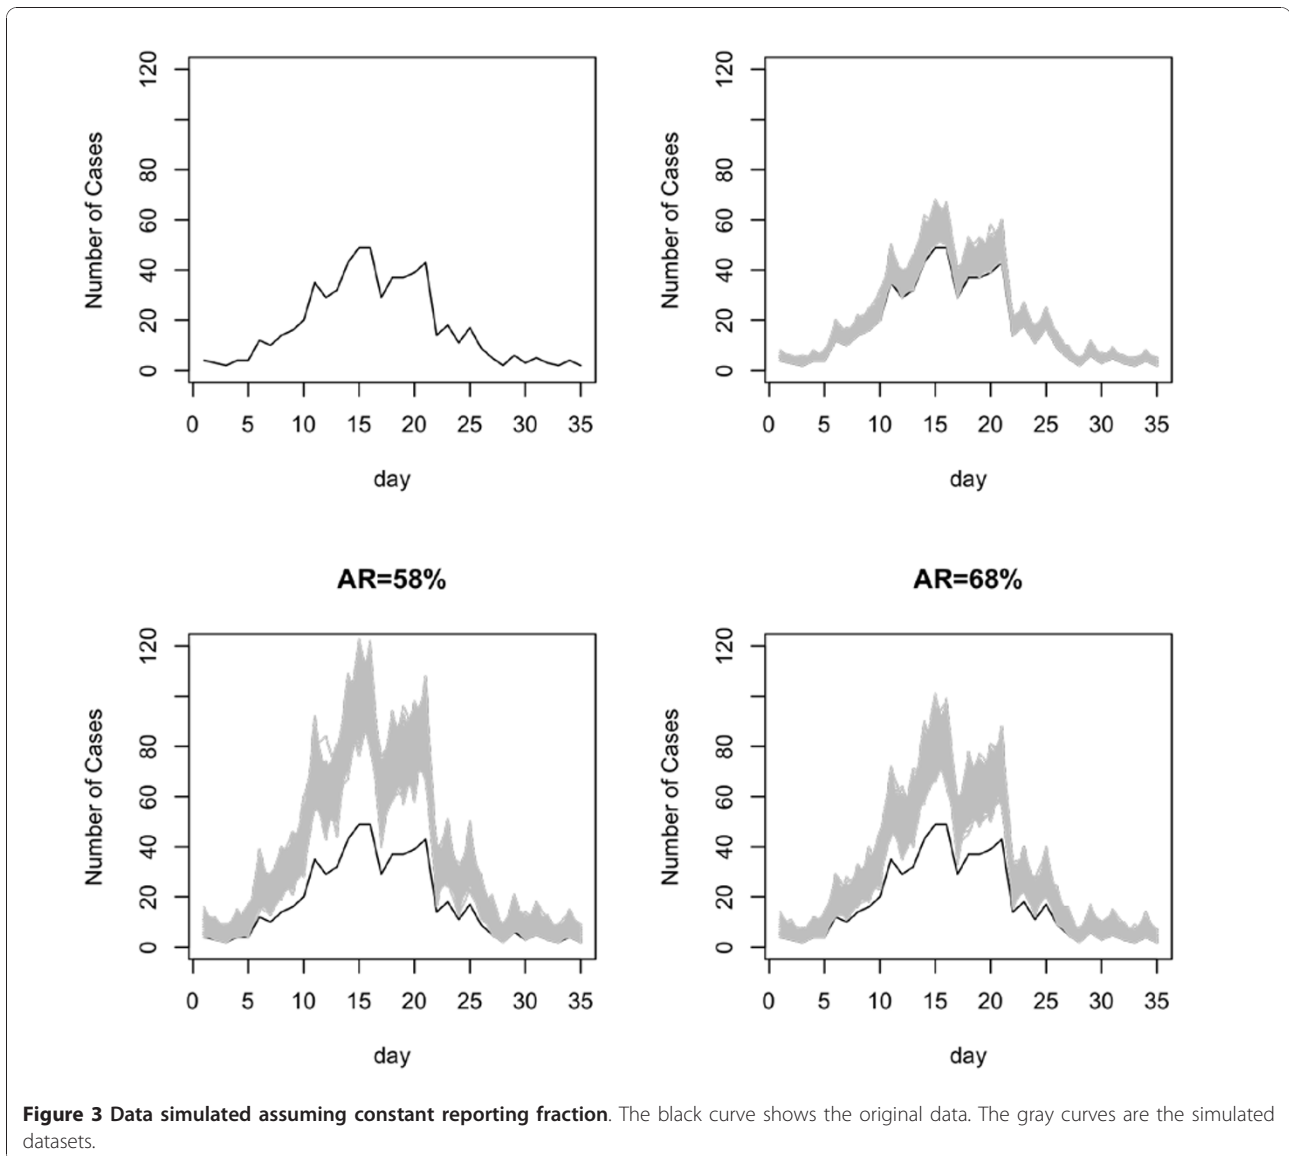 120
80
60
40
20
0
Number of Cases
0 5 10 15 20 25 30 35
day
120
80
60
40
20
0
Number of Cases
0 5 10 15 20 25 30 35
day
AR=58%
120
80
60
40
20
0
Number of Cases
0 5 10 15 20 25 30 35
day
AR=68%
120
80
60
40
20
0
Number of Cases
0 5 10 15 20 25 30 35
day
Figure 3 Data simulated assuming constant reporting fraction. The black curve shows the original data. The gray curves are the simulated
datasets.